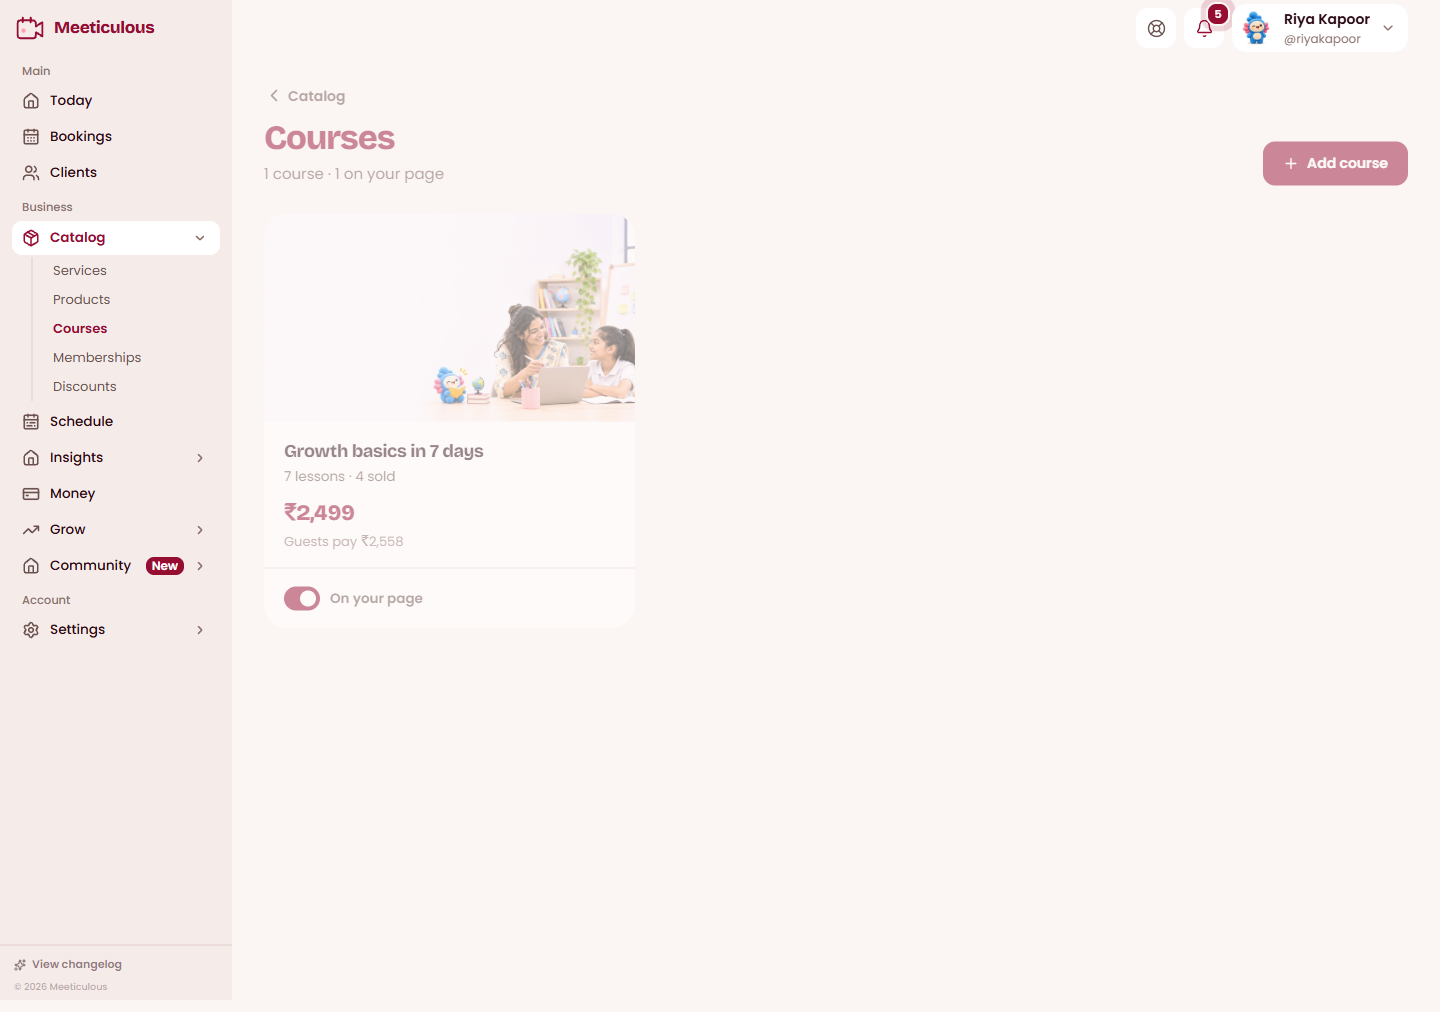 Meeticulous
5
Riya Kapoor
@riyakapoor
Main
Today
Bookings
Clients
Business
Catalog
Services
Products
Courses
Memberships
Discounts
Schedule
Insights
Money
Grow
Community New
Account
Settings
View changelog
© 2026 Meeticulous
Catalog
Courses
1 course · 1 on your page
+ Add course
Growth basics in 7 days
7 lessons · 4 sold
₹2,499
Guests pay ₹2,558
On your page